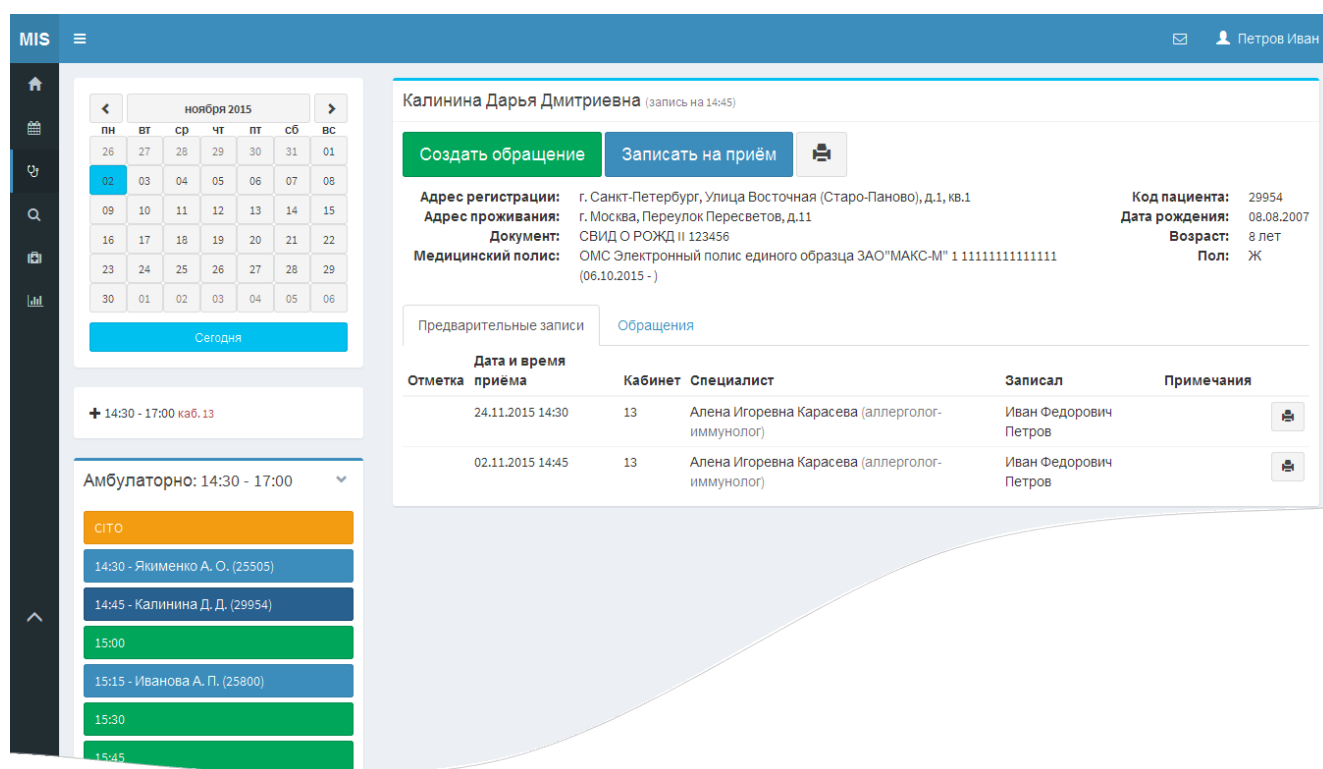 MIS
Петров Иван
ноября 2015
пн вт ср чт пт сб вс
26 27 28 29 30 31 01
02 03 04 05 06 07 08
09 10 11 12 13 14 15
16 17 18 19 20 21 22
23 24 25 26 27 28 29
30 01 02 03 04 05 06
Сегодня
14:30 - 17:00 каб. 13
Амбулаторно: 14:30 - 17:00
CITO
14:30 - Якименко А. О. (25505)
14:45 - Калинина Д. Д. (29954)
15:00
15:15 - Иванова А. П. (25800)
15:30
15:45
Калинина Дарья Дмитриевна (запись на 14:45)
Создать обращение Записать на приём
Адрес регистрации: г. Санкт-Петербург, Улица Восточная (Старо-Паново), д.1, кв.1 Код пациента: 29954
Адрес проживания: г. Москва, Переулок Пересветов, д.11 Дата рождения: 08.08.2007
Документ: СВИД О РОЖД II 123456 Возраст: 8 лет
Медицинский полис: ОМС Электронный полис единого образца ЗАО"МАКС-М" 1 11111111111111 Пол: Ж
(06.10.2015 - )
Предварительные записи Обращения
Дата и время
Отметка приёма Кабинет Специалист Записал Примечания
24.11.2015 14:30 13 Алена Игоревна Карасева (аллерголог- Иван Федорович
иммунолог) Петров
02.11.2015 14:45 13 Алена Игоревна Карасева (аллерголог- Иван Федорович
иммунолог) Петров